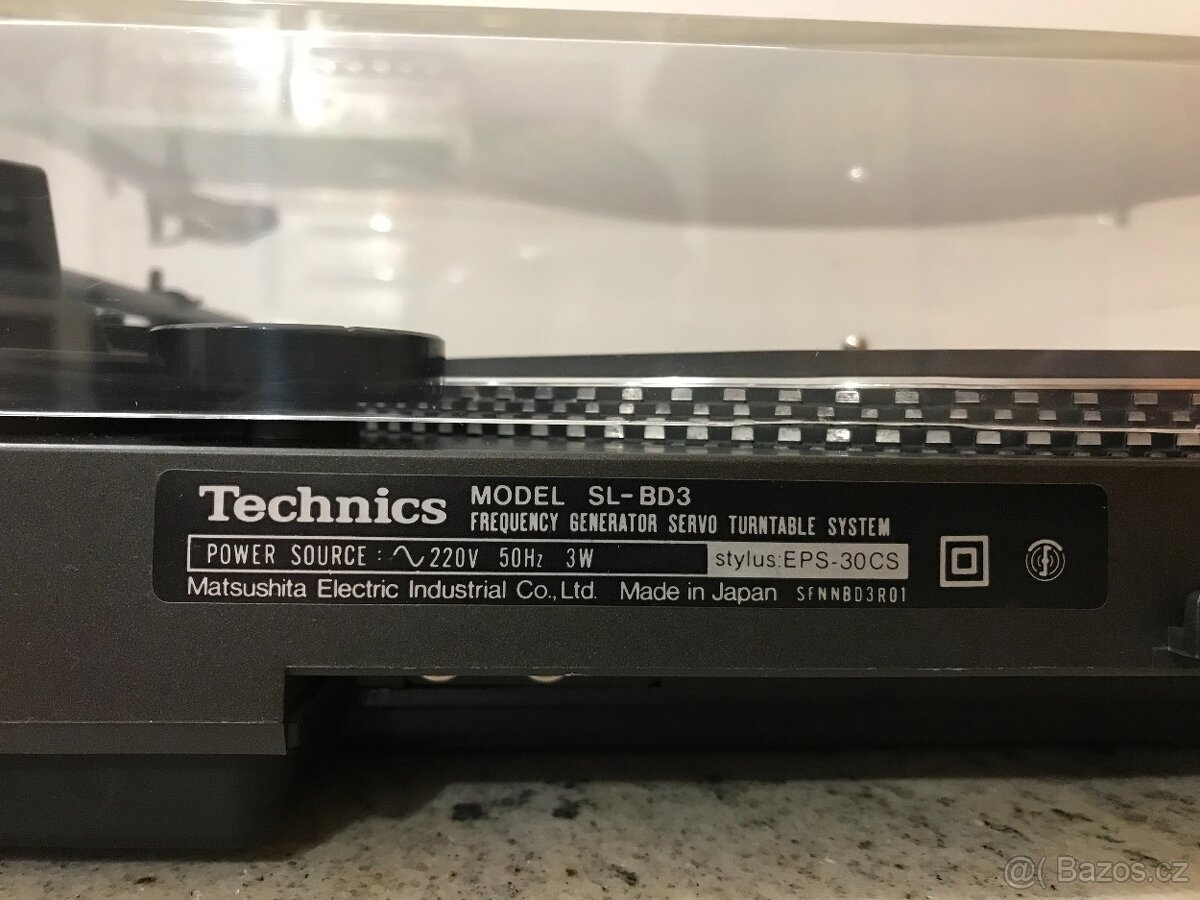 Technics MODEL SL-BD3
FREQUENCY GENERATOR SERVO TURNTABLE SYSTEM
POWER SOURCE : ∿220V 50Hz 3W stylus:EPS-30CS
Matsushita Electric Industrial Co., Ltd. Made in Japan SFNNBD3R01
@( Bazos.cz